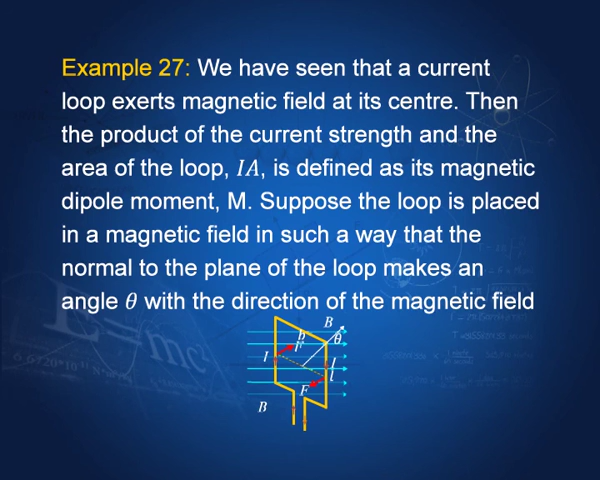 Example 27: We have seen that a current
loop exerts magnetic field at its centre. Then
the product of the current strength and the
area of the loop, IA, is defined as its magnetic
dipole moment, M. Suppose the loop is placed
in a magnetic field in such a way that the
normal to the plane of the loop makes an
angle θ with the direction of the magnetic field
B
b
θ
F
I
I
l
F
B